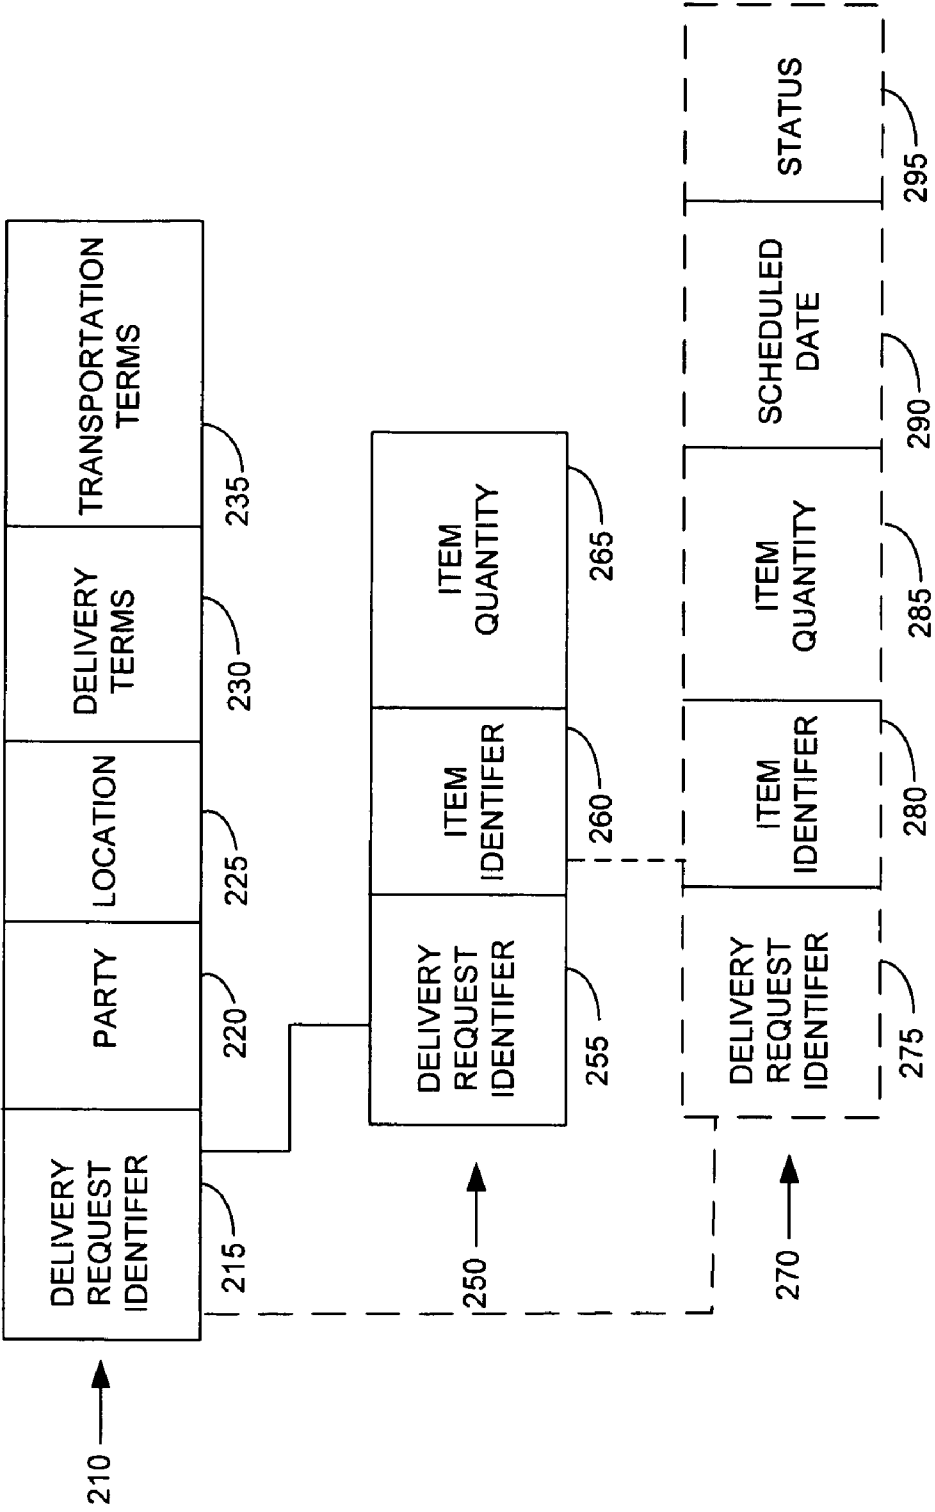 210
DELIVERY
REQUEST
IDENTIFER
PARTY
LOCATION
DELIVERY
TERMS
TRANSPORTATION
TERMS
215
220
225
230
235
250
DELIVERY
REQUEST
IDENTIFER
ITEM
IDENTIFER
ITEM
QUANTITY
255
260
265
270
DELIVERY
REQUEST
IDENTIFER
ITEM
IDENTIFER
ITEM
QUANTITY
SCHEDULED
DATE
STATUS
275
280
285
290
295